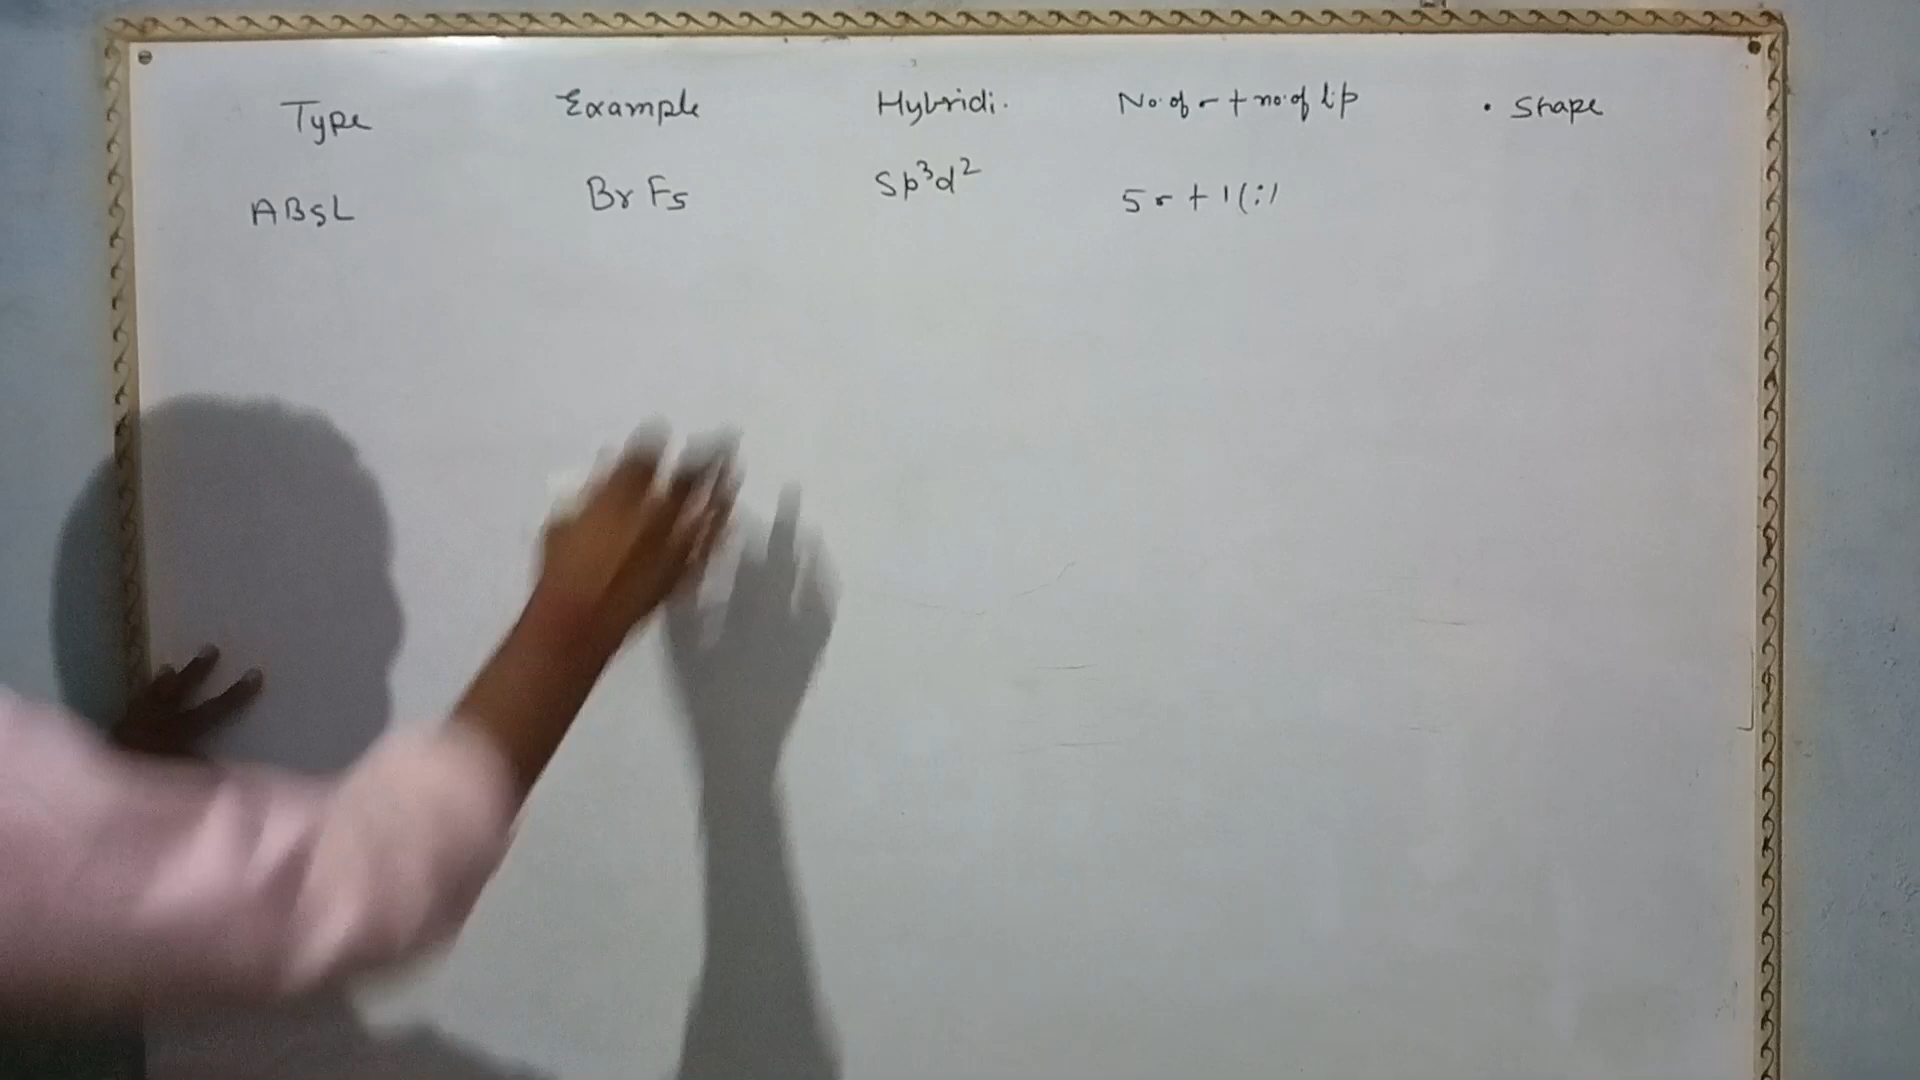 Type Example Hybridi. No. of σ + no. of l.p • Shape
AB5L BrF5 Sp³d² 5σ + 1(:)